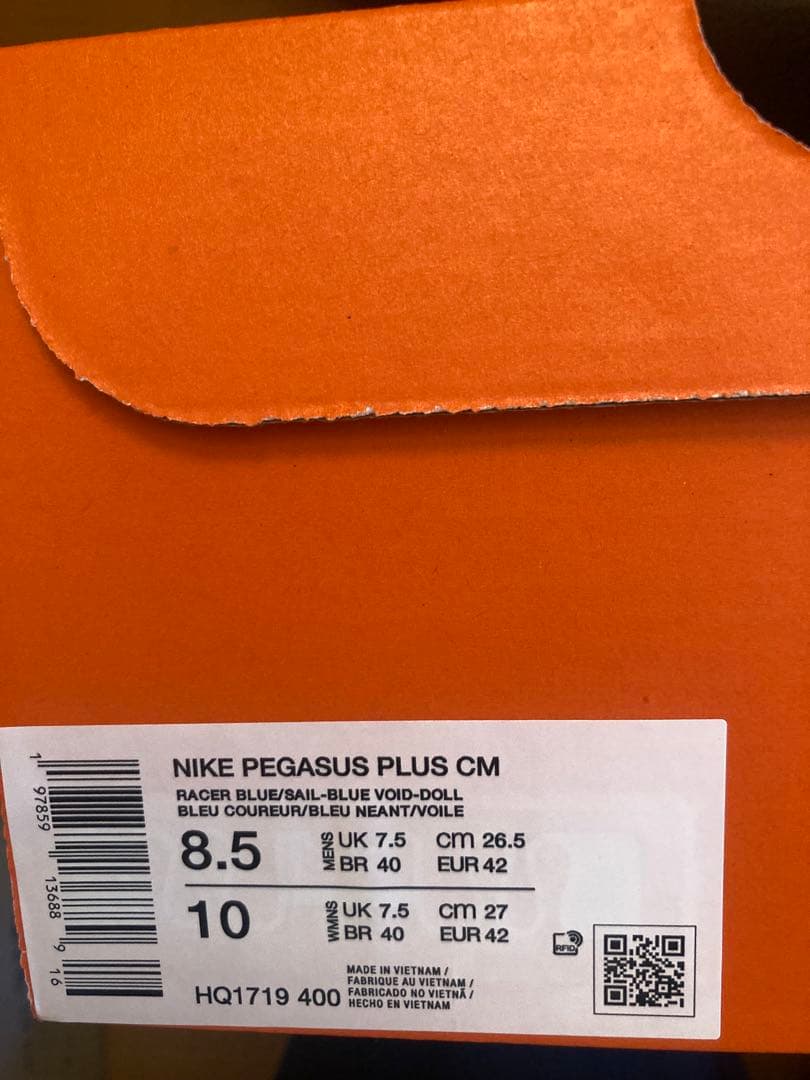 NIKE PEGASUS PLUS CM
RACER BLUE/SAIL-BLUE VOID-DOLL
BLEU COUREUR/BLEU NEANT/VOILE
8.5 MENS UK 7.5 CM 26.5
BR 40 EUR 42
10 WMNS UK 7.5 CM 27
BR 40 EUR 42
HQ1719 400
MADE IN VIETNAM /
FABRIQUE AU VIETNAM /
FABRICADO NO VIETNÃ /
HECHO EN VIETNAM
RFID
1 97859 13688 9 16